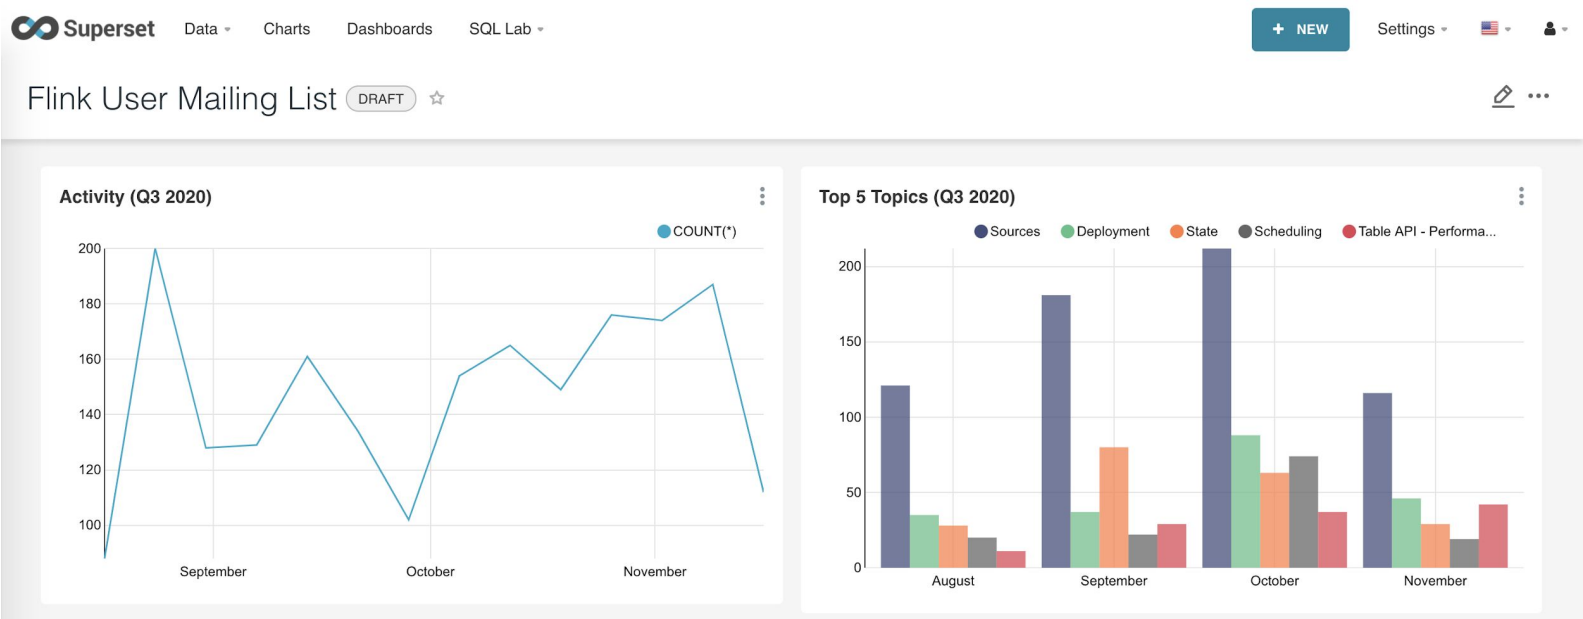 Superset Data Charts Dashboards SQL Lab + NEW Settings
Flink User Mailing List DRAFT
Activity (Q3 2020)
COUNT(*)
200
180
160
140
120
100
September October November
Top 5 Topics (Q3 2020)
Sources Deployment State Scheduling Table API - Performa...
200
150
100
50
0
August September October November